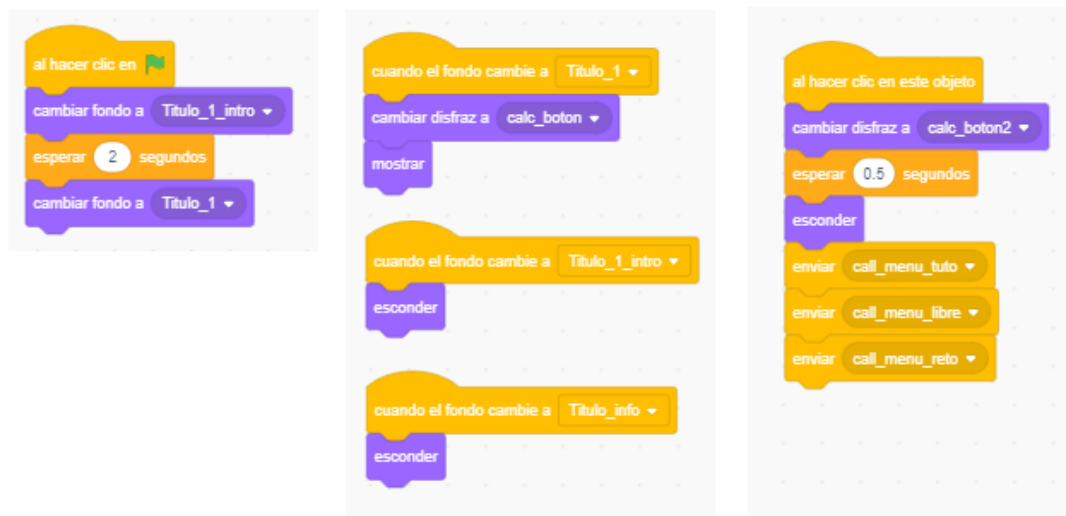 al hacer clic en
cambiar fondo a Titulo_1_intro
esperar 2 segundos
cambiar fondo a Titulo_1
cuando el fondo cambie a Titulo_1
cambiar disfraz a calc_boton
mostrar
cuando el fondo cambie a Titulo_1_intro
esconder
cuando el fondo cambie a Titulo_info
esconder
al hacer clic en este objeto
cambiar disfraz a calc_boton2
esperar 0.5 segundos
esconder
enviar call_menu_tuto
enviar call_menu_libre
enviar call_menu_reto